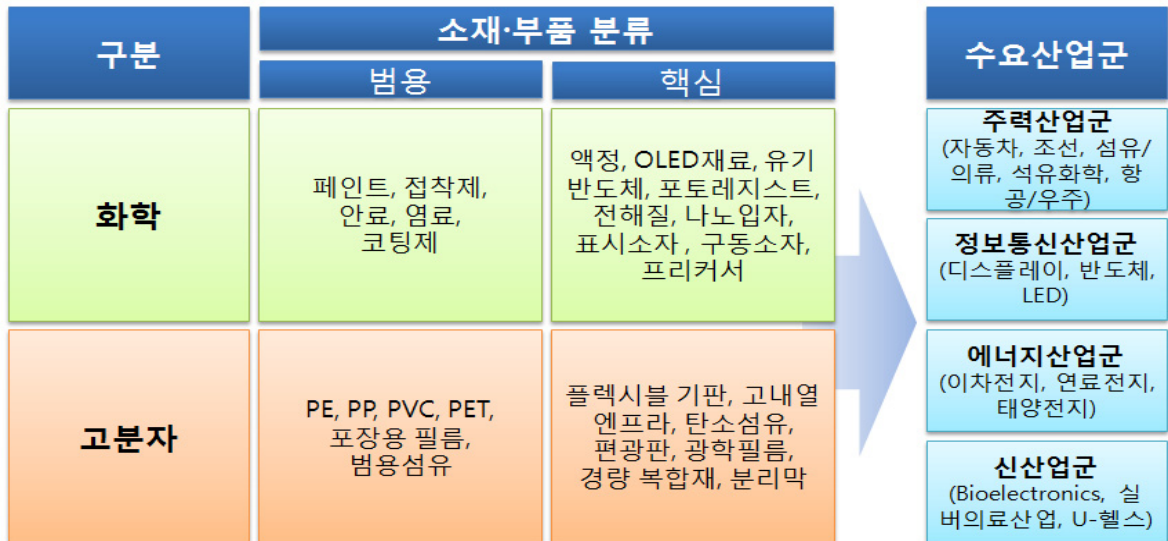 구분
소재·부품 분류
범용
핵심
수요산업군
화학
페인트, 접착제,
안료, 염료,
코팅제
액정, OLED재료, 유기
반도체, 포토레지스트,
전해질, 나노입자,
표시소자 , 구동소자,
프리커서
고분자
PE, PP, PVC, PET,
포장용 필름,
범용섬유
플렉시블 기판, 고내열
엔프라, 탄소섬유,
편광판, 광학필름,
경량 복합재, 분리막
주력산업군
(자동차, 조선, 섬유/
의류, 석유화학, 항
공/우주)
정보통신산업군
(디스플레이, 반도체,
LED)
에너지산업군
(이차전지, 연료전지,
태양전지)
신산업군
(Bioelectronics, 실
버의료산업, U-헬스)